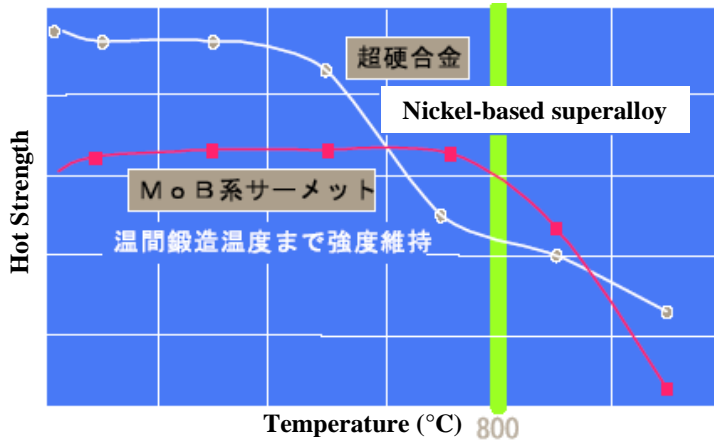 超硬合金
Nickel-based superalloy
MoB系サーメット
温間鍛造温度まで強度維持
Hot Strength
Temperature (°C)
800